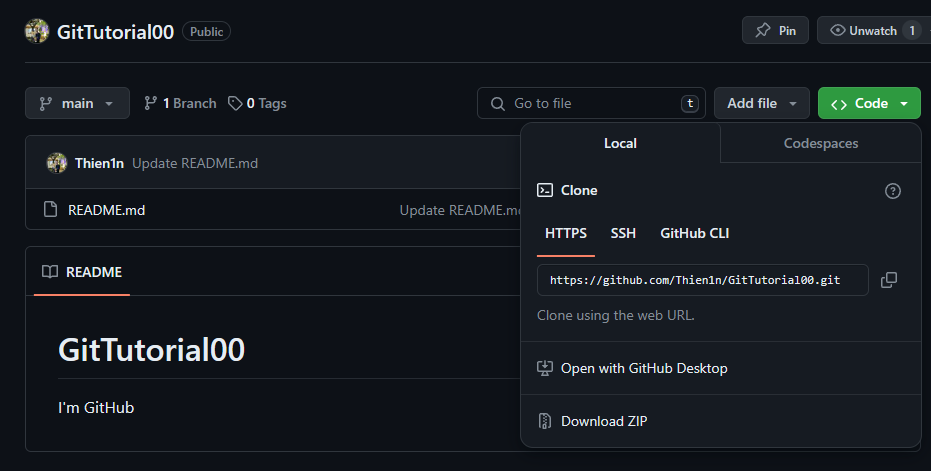 GitTutorial00 Public
Pin
Unwatch 1
main
1 Branch
0 Tags
Go to file
t
Add file
Code
Thien1n Update README.md
README.md Update README.m
README
GitTutorial00
I'm GitHub
Local
Codespaces
Clone
HTTPS
SSH
GitHub CLI
https://github.com/Thien1n/GitTutorial00.git
Clone using the web URL.
Open with GitHub Desktop
Download ZIP